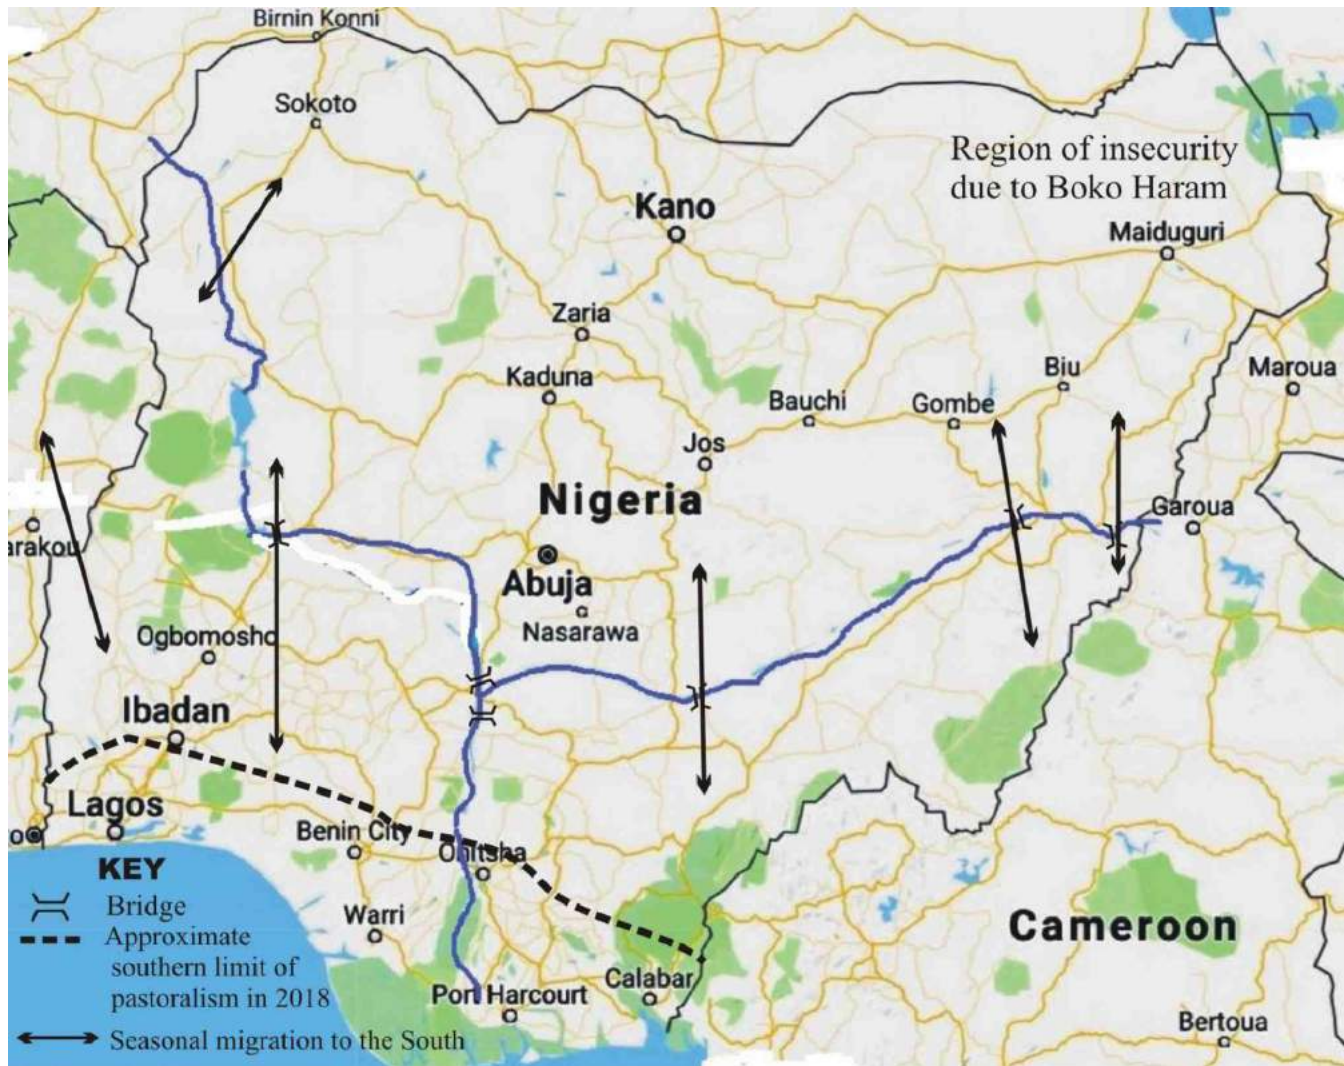 Birnin Konni
Sokoto
Region of insecurity
due to Boko Haram
Kano
Maiduguri
Zaria
Kaduna
Biu
Maroua
Bauchi
Gombe
Jos
Nigeria
Garoua
arakou
Abuja
Nasarawa
Ogbomosho
Ibadan
Lagos
o
Benin City
Onitsha
KEY
Bridge
Approximate
southern limit of
pastoralism in 2018
Seasonal migration to the South
Warri
Cameroon
Calabar
Port Harcourt
Bertoua